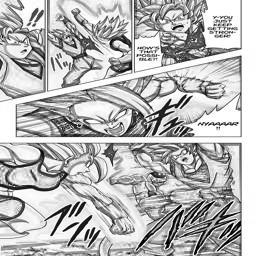 Y-YOU
JUST
KEEP
GETTING
STRON-
GER!
HOW'S
THAT
POSSI-
BLE?!
NYAAAAR
!!